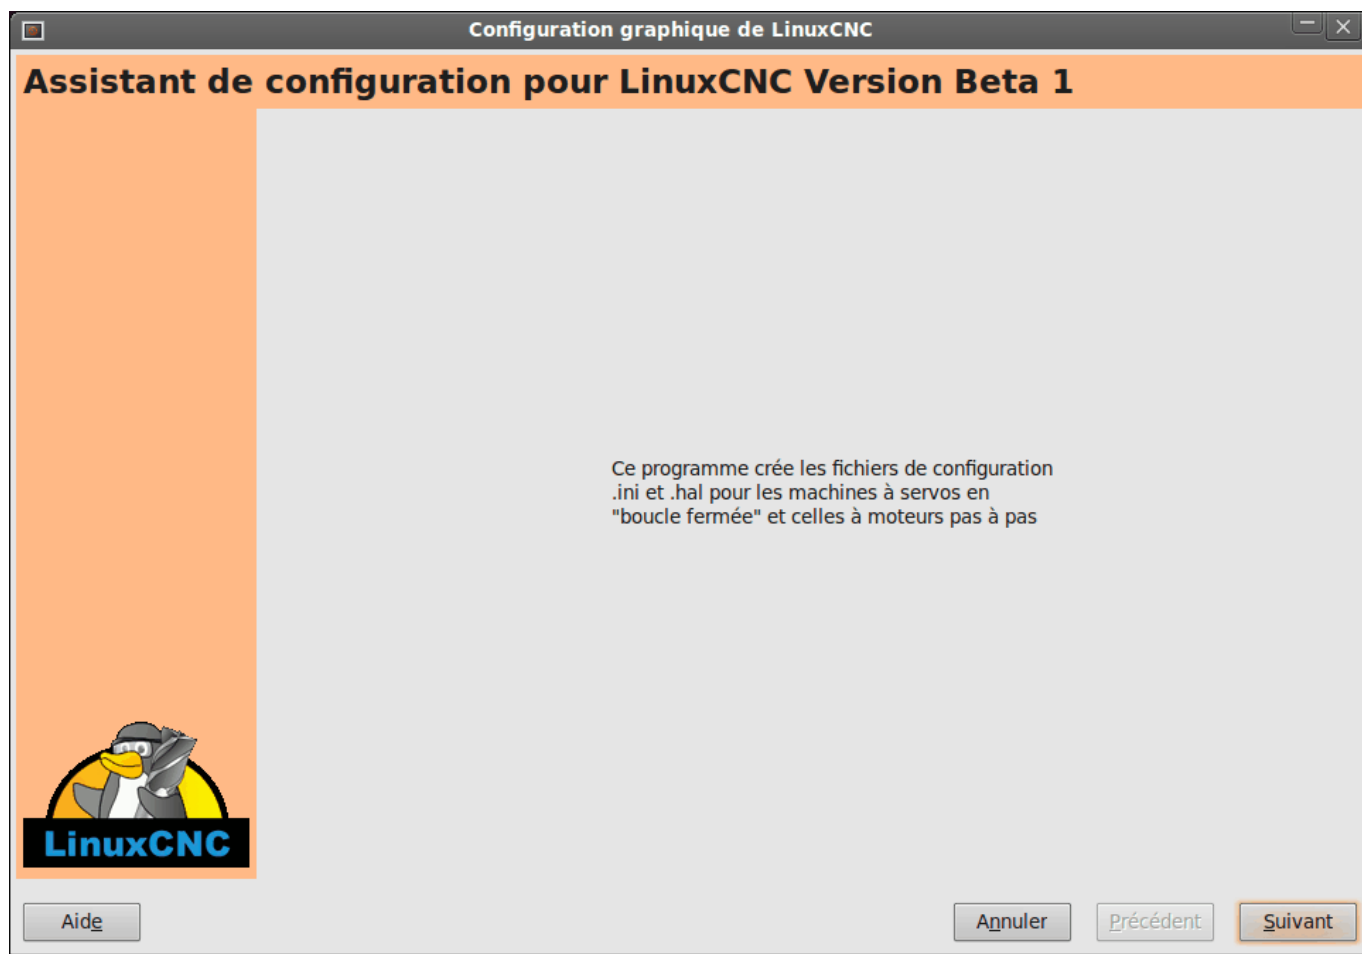 Configuration graphique de LinuxCNC
Assistant de configuration pour LinuxCNC Version Beta 1
Ce programme crée les fichiers de configuration
.ini et .hal pour les machines à servos en
"boucle fermée" et celles à moteurs pas à pas
LinuxCNC
Aide
Annuler
Précédent
Suivant